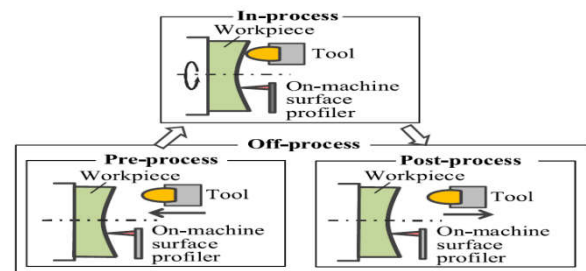 In-process
Workpiece
Tool
On-machine
surface
profiler
Off-process
Pre-process
Workpiece
Tool
On-machine
surface
profiler
Post-process
Workpiece
Tool
On-machine
surface
profiler